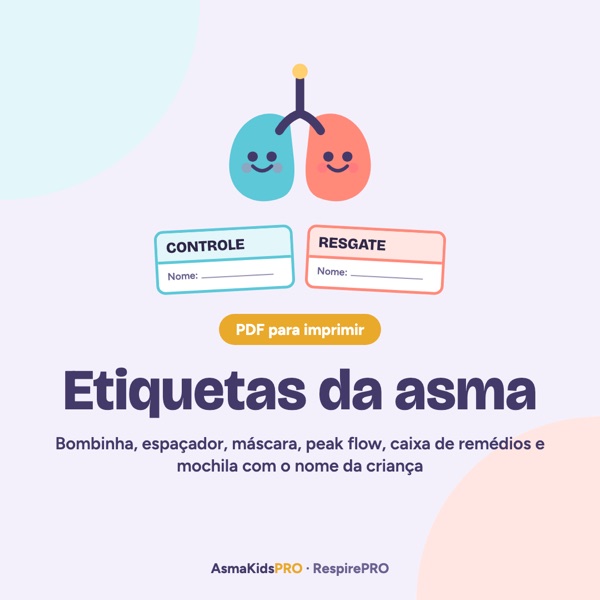 CONTROLE
Nome:
RESGATE
Nome:
PDF para imprimir
Etiquetas da asma
Bombinha, espaçador, máscara, peak flow, caixa de remédios e
mochila com o nome da criança
AsmaKidsPRO · RespirePRO